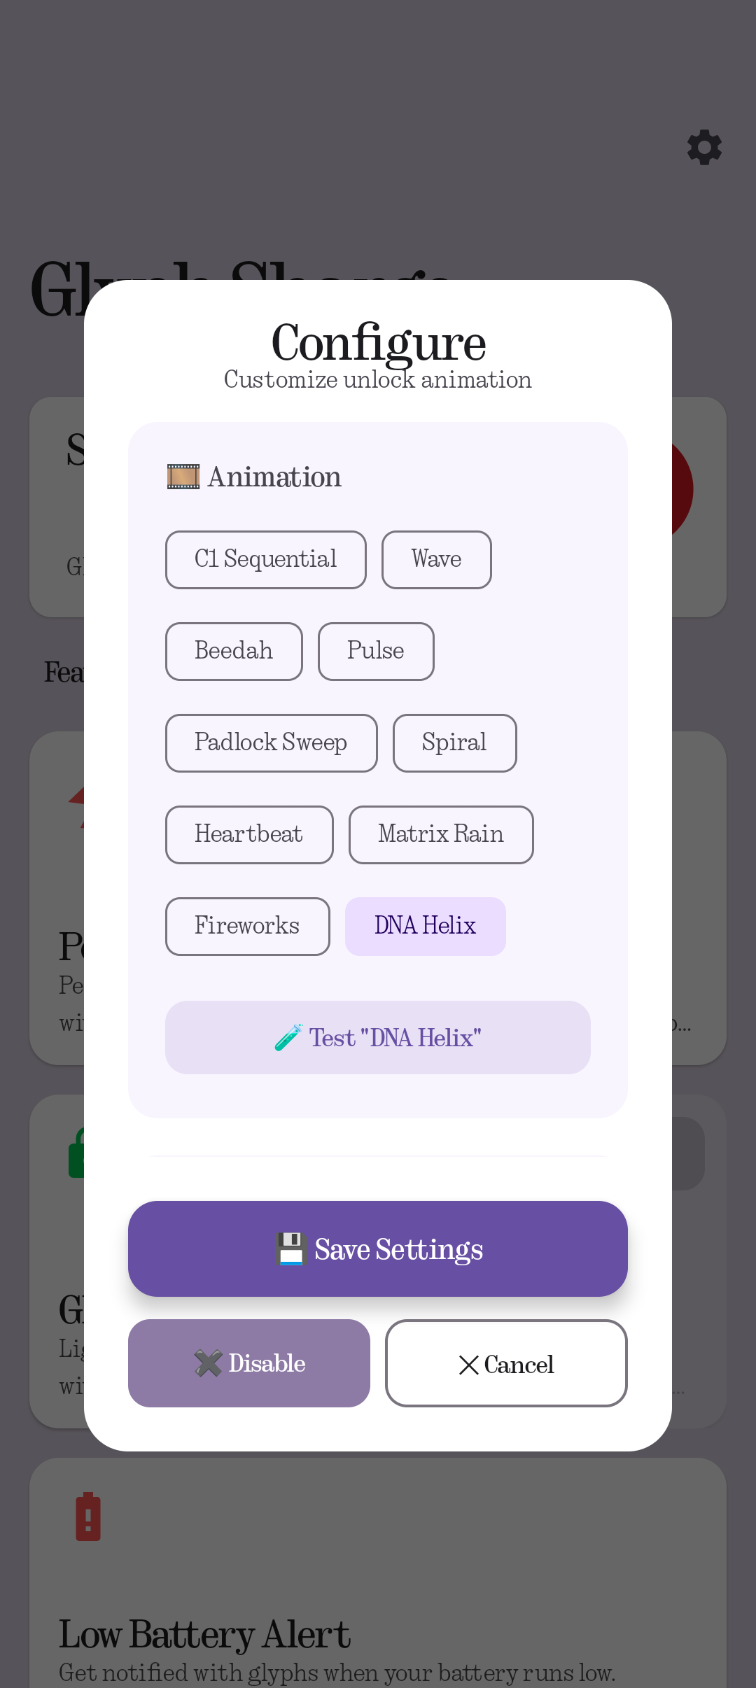 Configure
Customize unlock animation
Animation
C1 Sequential
Wave
Beedah
Pulse
Padlock Sweep
Spiral
Heartbeat
Matrix Rain
Fireworks
DNA Helix
Test "DNA Helix"
Save Settings
Disable
Cancel
Low Battery Alert
Get notified with glyphs when your battery runs low.